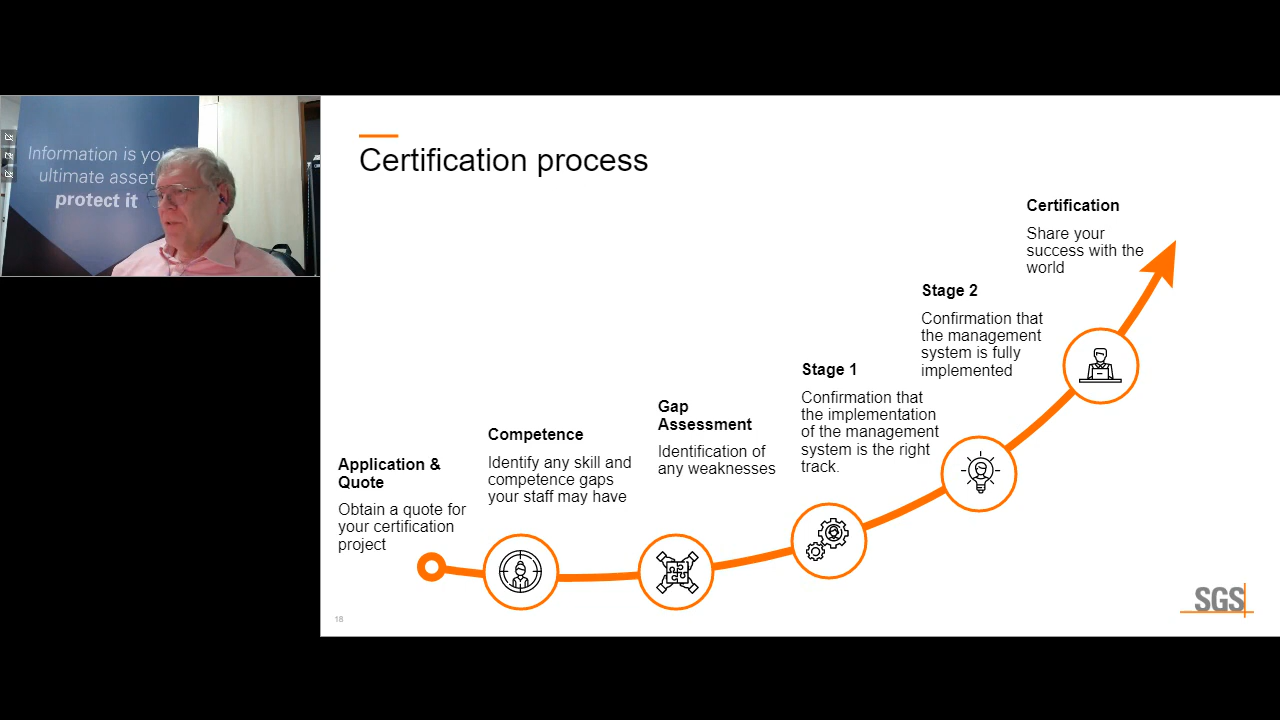 Information is you
ultimate asset
protect it
Certification process
Application &
Quote
Obtain a quote for
your certification
project
Competence
Identify any skill and
competence gaps
your staff may have
Gap
Assessment
Identification of
any weaknesses
Stage 1
Confirmation that
the implementation
of the management
system is the right
track.
Stage 2
Confirmation that
the management
system is fully
implemented
Certification
Share your
success with the
world
18
SGS